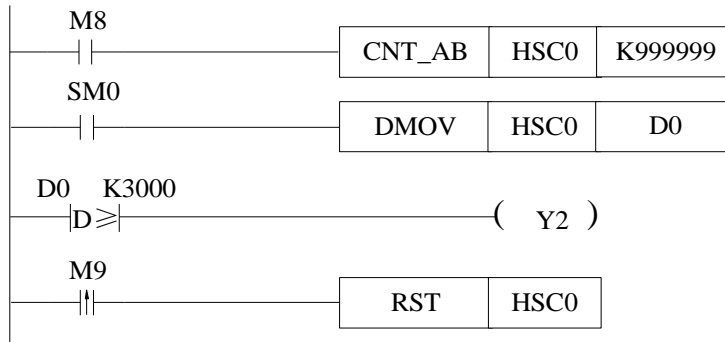 M8
CNT_AB HSC0 K999999
SM0
DMOV HSC0 D0
D0 K3000
D ≥ ( Y2 )
M9
RST HSC0